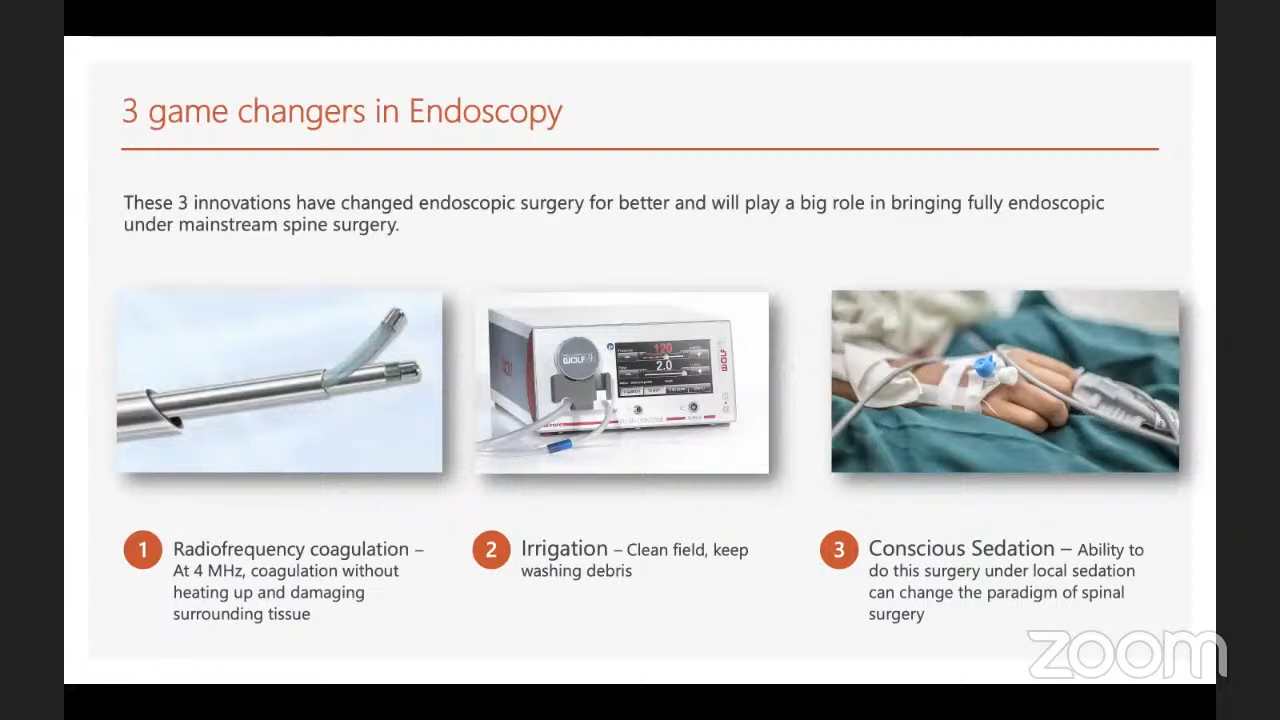 3 game changers in Endoscopy
These 3 innovations have changed endoscopic surgery for better and will play a big role in bringing fully endoscopic
under mainstream spine surgery.
WOLF
120
2.0
WOLF
1
Radiofrequency coagulation –
At 4 MHz, coagulation without
heating up and damaging
surrounding tissue
2
Irrigation – Clean field, keep
washing debris
3
Conscious Sedation – Ability to
do this surgery under local sedation
can change the paradigm of spinal
surgery
zoom